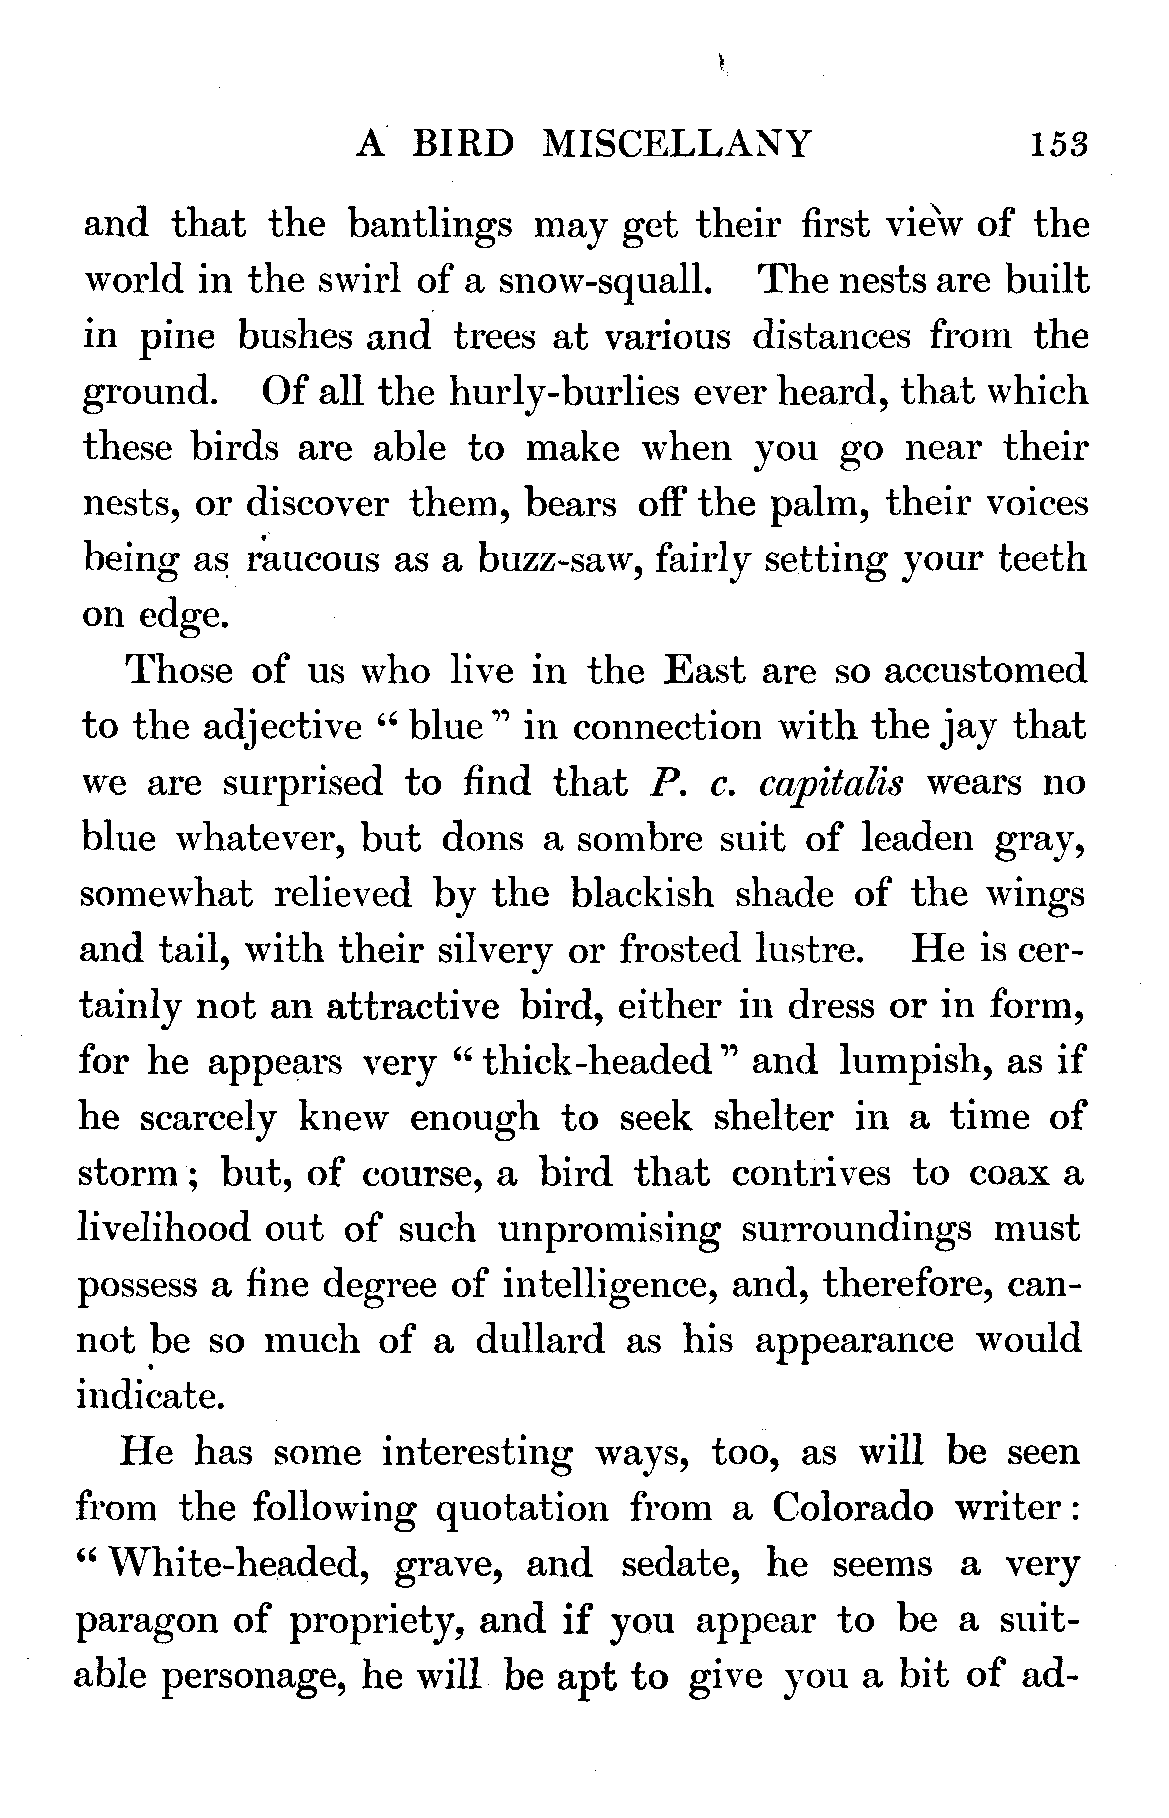 A BIRD MISCELLANY 153
and that the bantlings may get their first view of the
world in the swirl of a snow-squall. The nests are built
in pine bushes and trees at various distances from the
ground. Of all the hurly-burlies ever heard, that which
these birds are able to make when you go near their
nests, or discover them, bears off the palm, their voices
being as raucous as a buzz-saw, fairly setting your teeth
on edge.
Those of us who live in the East are so accustomed
to the adjective “ blue ” in connection with the jay that
we are surprised to find that P. c. capitalis wears no
blue whatever, but dons a sombre suit of leaden gray,
somewhat relieved by the blackish shade of the wings
and tail, with their silvery or frosted lustre. He is cer-
tainly not an attractive bird, either in dress or in form,
for he appears very “ thick-headed ” and lumpish, as if
he scarcely knew enough to seek shelter in a time of
storm ; but, of course, a bird that contrives to coax a
livelihood out of such unpromising surroundings must
possess a fine degree of intelligence, and, therefore, can-
not be so much of a dullard as his appearance would
indicate.
He has some interesting ways, too, as will be seen
from the following quotation from a Colorado writer :
“ White-headed, grave, and sedate, he seems a very
paragon of propriety, and if you appear to be a suit-
able personage, he will be apt to give you a bit of ad-